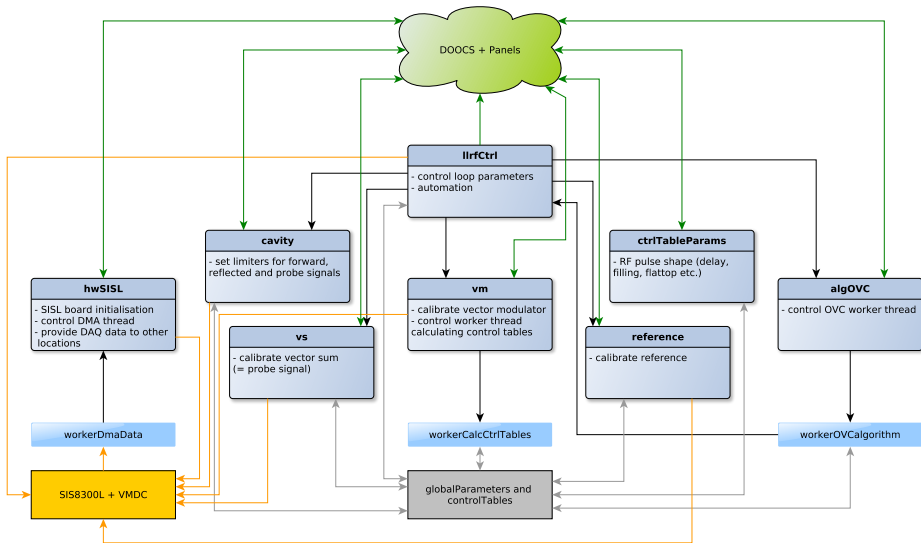 DOOCS + Panels
llrfCtrl
- control loop parameters
- automation
cavity
- set limiters for forward,
reflected and probe signals
ctrlTableParams
- RF pulse shape (delay,
filling, flattop etc.)
hwSISL
- SISL board initialisation
- control DMA thread
- provide DAQ data to other
locations
vm
- calibrate vector modulator
- control worker thread
calculating control tables
algOVC
- control OVC worker thread
vs
- calibrate vector sum
(= probe signal)
reference
- calibrate reference
workerDmaData
workerCalcCtrlTables
workerOVCalgorithm
SIS8300L + VMDC
globalParameters and
controlTables